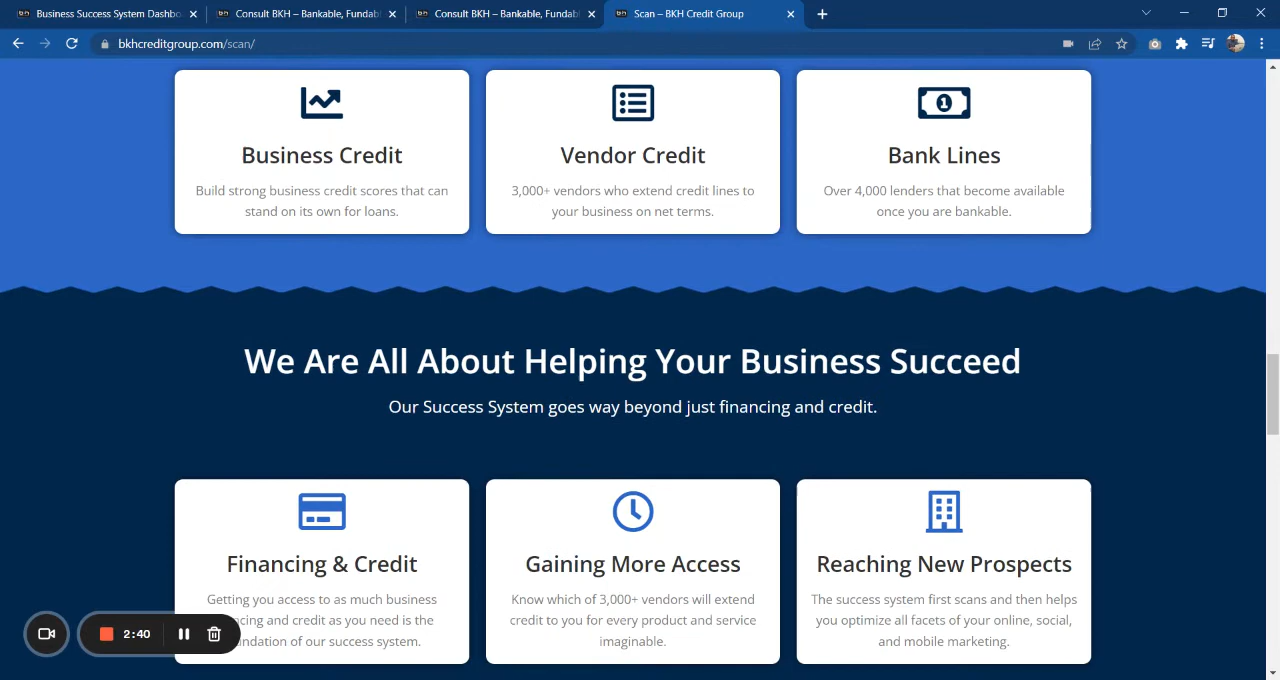 Business Success System Dashbo
Consult BKH – Bankable, Fundab
Consult BKH – Bankable, Fundab
Scan – BKH Credit Group
bkhcreditgroup.com/scan/
Business Credit
Build strong business credit scores that can
stand on its own for loans.
Vendor Credit
3,000+ vendors who extend credit lines to
your business on net terms.
1
Bank Lines
Over 4,000 lenders that become available
once you are bankable.
We Are All About Helping Your Business Succeed
Our Success System goes way beyond just financing and credit.
Financing & Credit
Getting you access to as much business
ncing and credit as you need is the
ndation of our success system.
Gaining More Access
Know which of 3,000+ vendors will extend
credit to you for every product and service
imaginable.
Reaching New Prospects
The success system first scans and then helps
you optimize all facets of your online, social,
and mobile marketing.
2:40